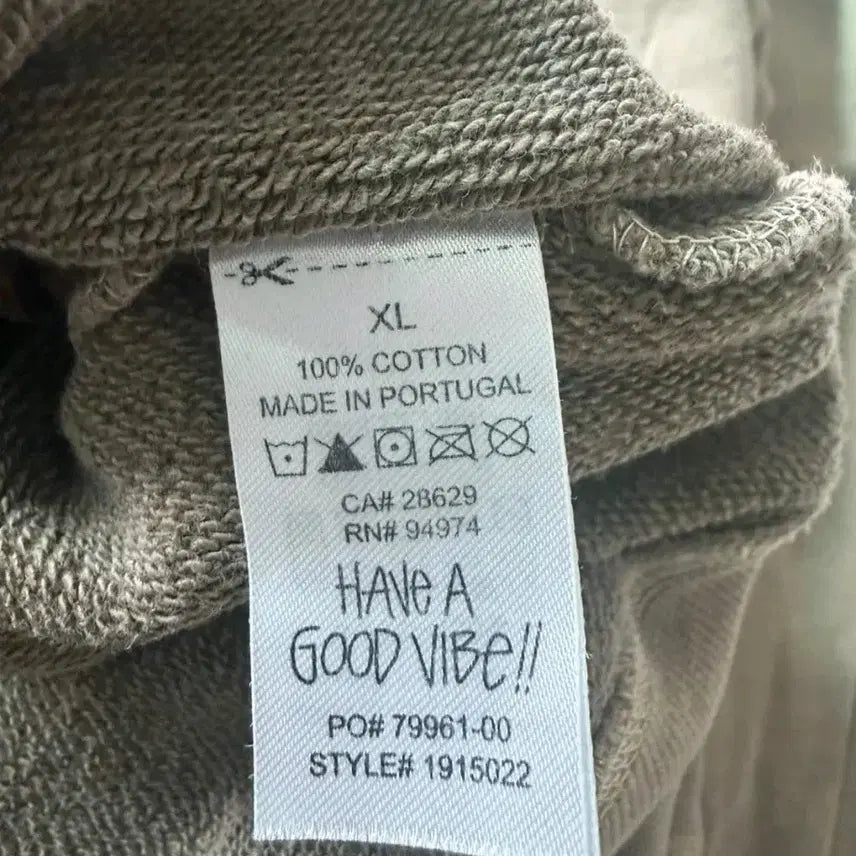 XL
100% COTTON
MADE IN PORTUGAL
CA# 28629
RN# 94974
HAVE A
GOOD VIBE!!
PO# 79961-00
STYLE# 1915022